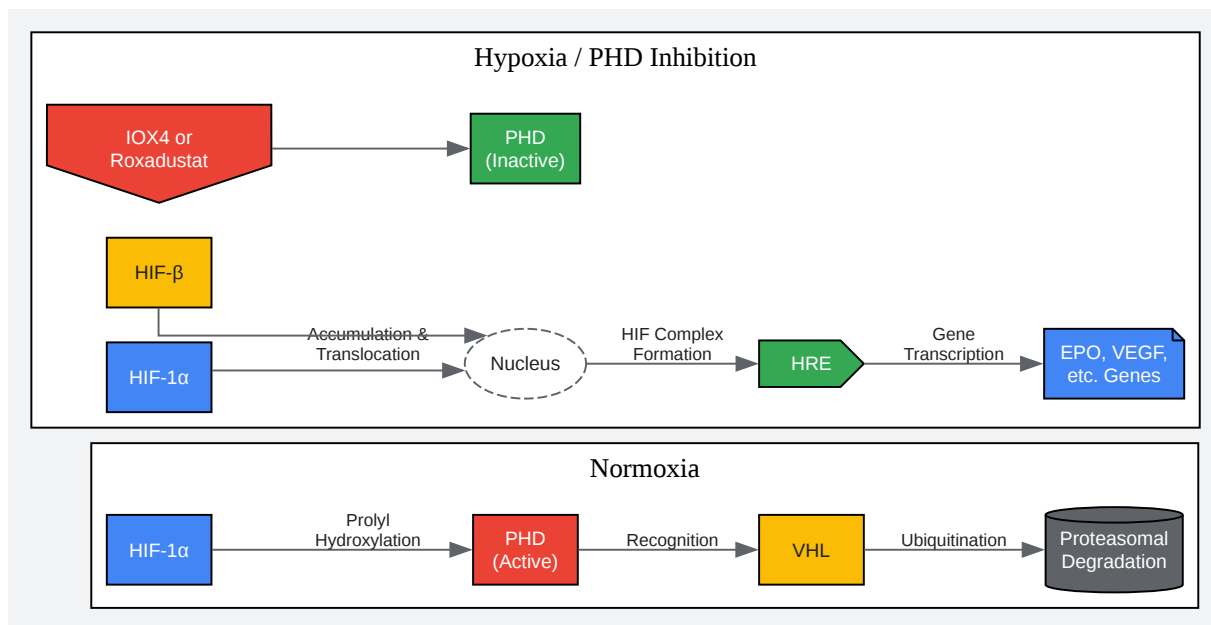 Hypoxia / PHD Inhibition
IOX4 or
Roxadustat
PHD
(Inactive)
HIF-β
Accumulation &
Translocation
HIF-1α
Nucleus
HIF Complex
Formation
HRE
Gene
Transcription
EPO, VEGF,
etc. Genes
Normoxia
HIF-1α
Prolyl
Hydroxylation
PHD
(Active)
Recognition
VHL
Ubiquitination
Proteasomal
Degradation